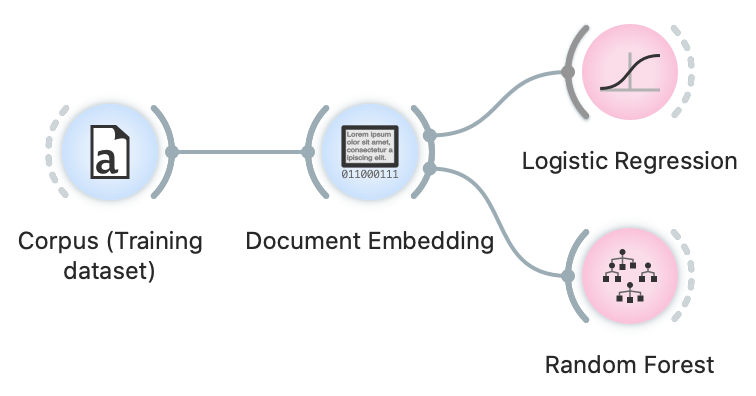 a
Corpus (Training
dataset)
Lorem ipsum
olor sit amet,
consectetur a
ipiscing elit.
011000111
Document Embedding
Logistic Regression
Random Forest